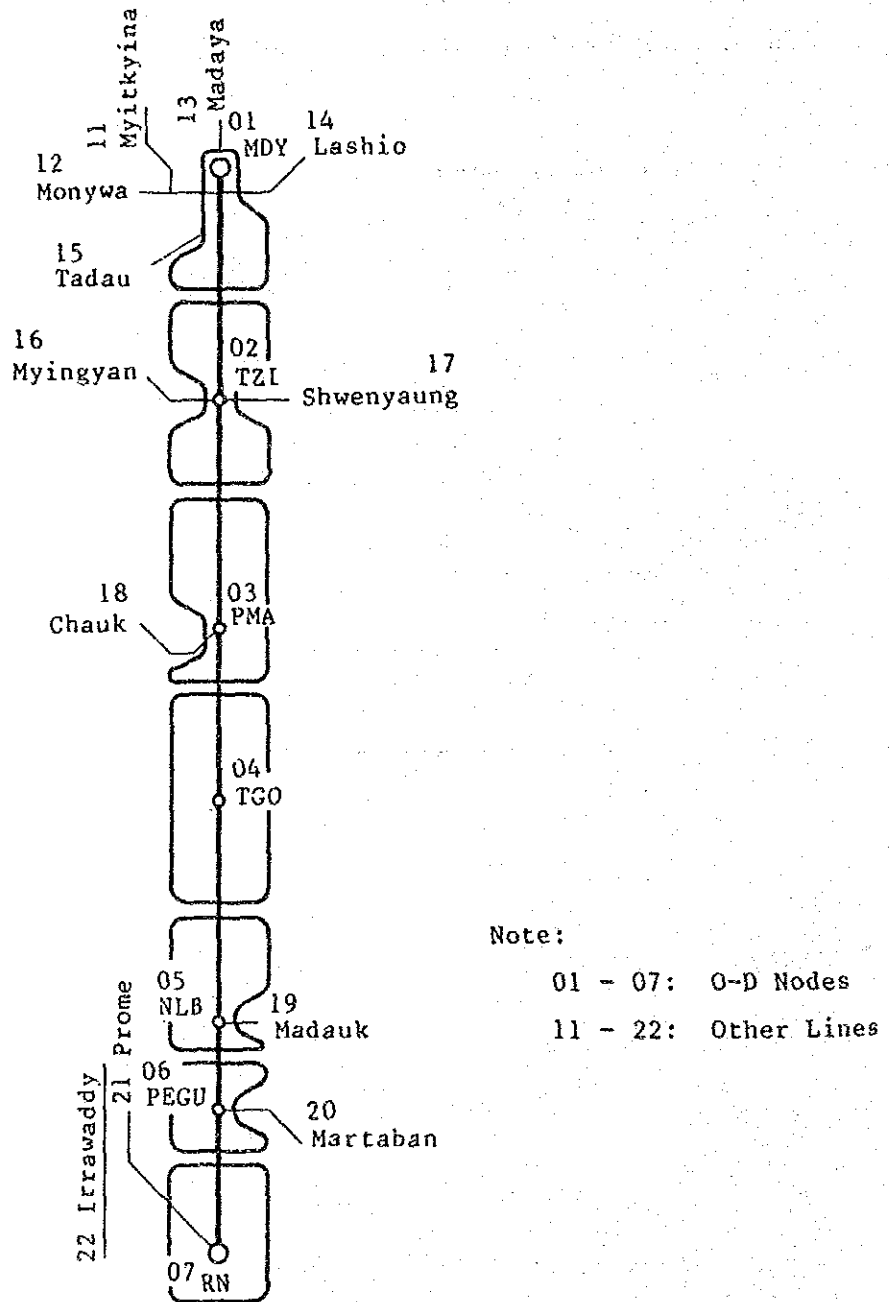 11
Myitkyina
13
Madaya
01
MDY
14
Lashio
12
Monywa
15
Tadau
16
Myingyan
02
TZI
17
Shwenyaung
18
Chauk
03
PMA
04
TGO
Note:
01 - 07: O-D Nodes
11 - 22: Other Lines
05
NLB
19
Madauk
21 Prome
22 Irrawaddy
06
PEGU
20
Martaban
07 RN